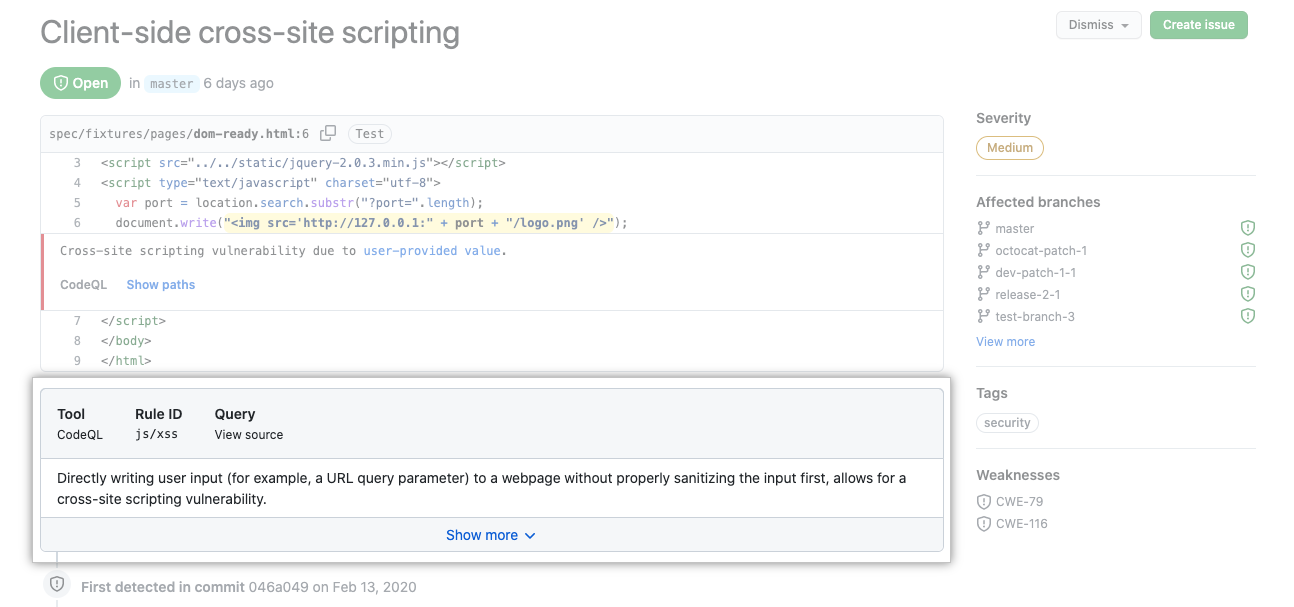 Client-side cross-site scripting
Dismiss
Create issue
Open in master 6 days ago
spec/fixtures/pages/dom-ready.html:6 Test
3 <script src="../../static/jquery-2.0.3.min.js"></script>
4 <script type="text/javascript" charset="utf-8">
5 var port = location.search.substr("?port=".length);
6 document.write("<img src='http://127.0.0.1:" + port + "/logo.png' />");
Cross-site scripting vulnerability due to user-provided value.
CodeQL Show paths
7 </script>
8 </body>
9 </html>
Tool Rule ID Query
CodeQL js/xss View source
Directly writing user input (for example, a URL query parameter) to a webpage without properly sanitizing the input first, allows for a
cross-site scripting vulnerability.
Show more
First detected in commit 046a049 on Feb 13, 2020
Severity
Medium
Affected branches
master
octocat-patch-1
dev-patch-1-1
release-2-1
test-branch-3
View more
Tags
security
Weaknesses
CWE-79
CWE-116